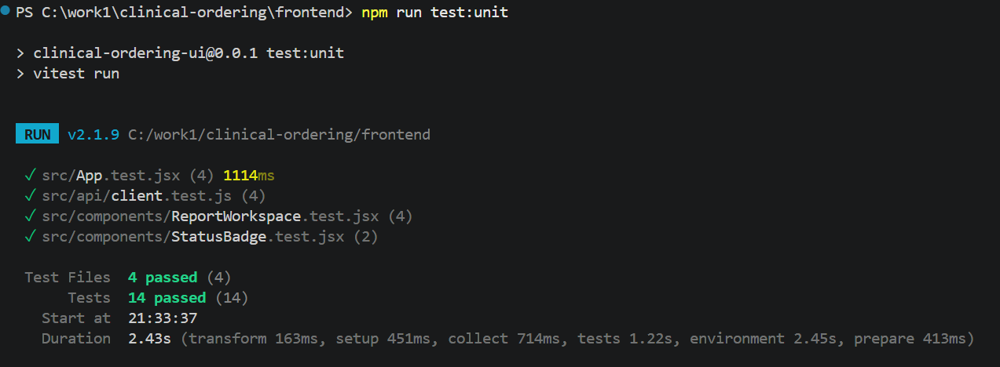 PS C:\work1\clinical-ordering\frontend> npm run test:unit
> clinical-ordering-ui@0.0.1 test:unit
> vitest run
RUN v2.1.9 C:/work1/clinical-ordering/frontend
✓ src/App.test.jsx (4) 1114ms
✓ src/api/client.test.js (4)
✓ src/components/ReportWorkspace.test.jsx (4)
✓ src/components/StatusBadge.test.jsx (2)
Test Files 4 passed (4)
Tests 14 passed (14)
Start at 21:33:37
Duration 2.43s (transform 163ms, setup 451ms, collect 714ms, tests 1.22s, environment 2.45s, prepare 413ms)